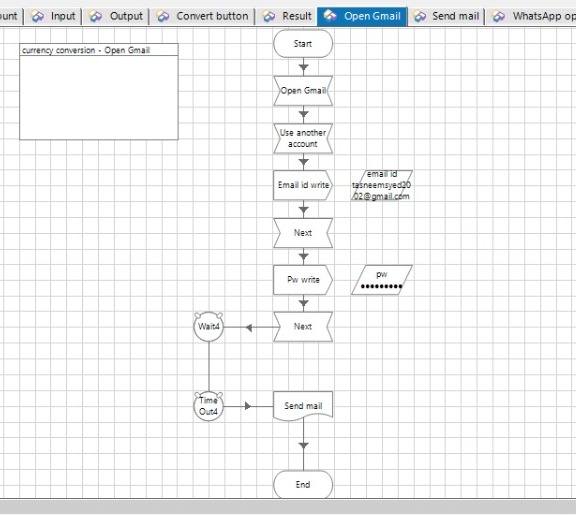 ount
Input
Output
Convert button
Result
Open Gmail
Send mail
WhatsApp op
currency conversion - Open Gmail
Start
Open Gmail
Use another
account
Email id write
email id
tasneemsyed20
02@gmail.com
Next
Pw write
pw
•••••••••
Wait4
Next
Time
Out4
Send mail
End